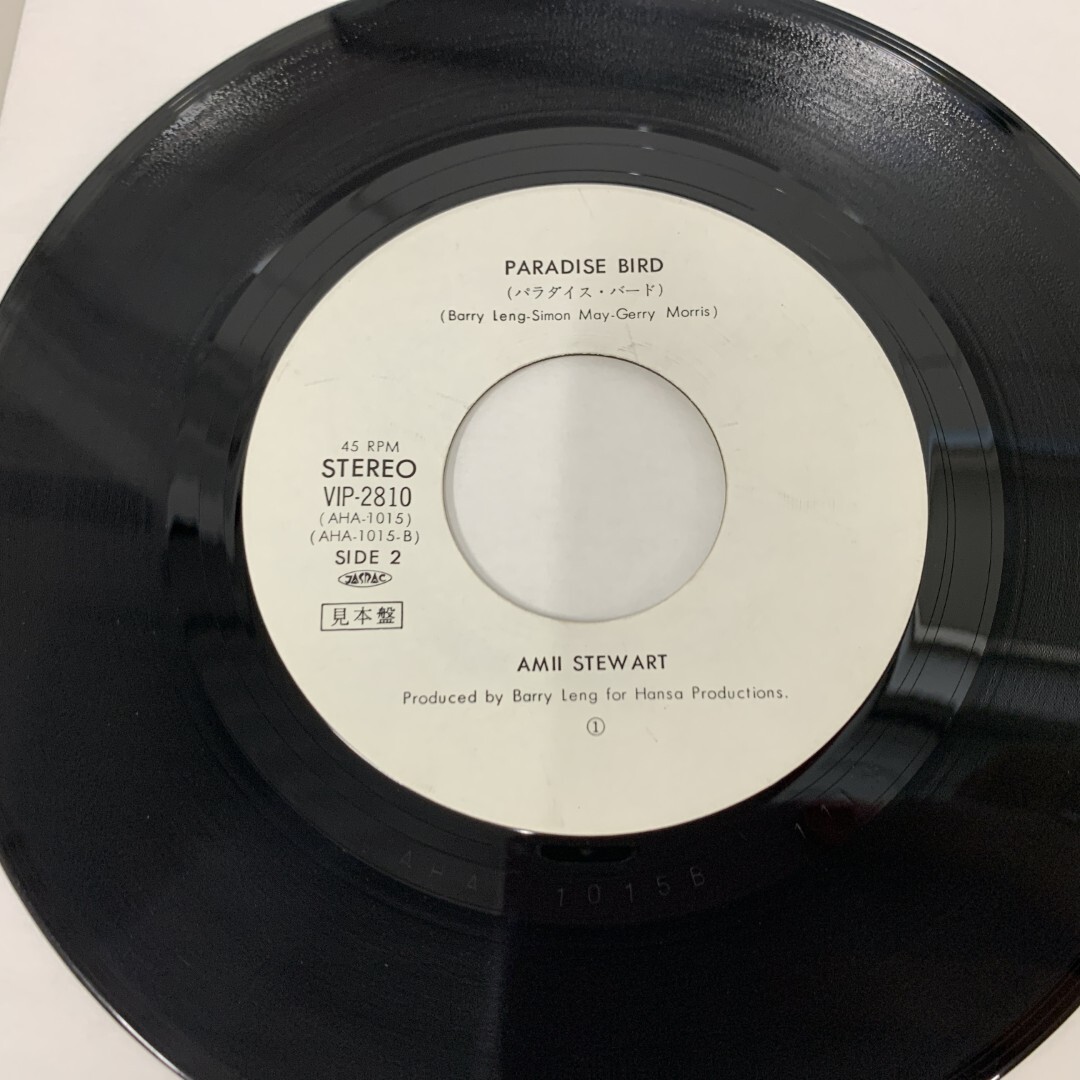 PARADISE BIRD
(パラダイス・バード)
(Barry Leng-Simon May-Gerry Morris)
45 RPM
STEREO
VIP-2810
(AHA-1015)
(AHA-1015-B)
SIDE 2
JASRAC
見本盤
AMII STEWART
Produced by Barry Leng for Hansa Productions.
①
AHA 1015B